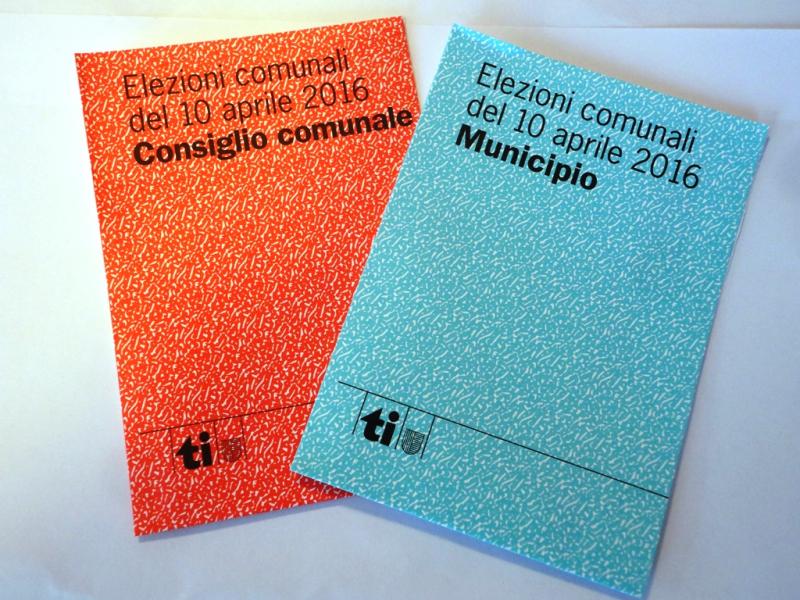 Elezioni comunali
del 10 aprile 2016
Consiglio comunale
ti
Elezioni comunali
del 10 aprile 2016
Municipio
ti